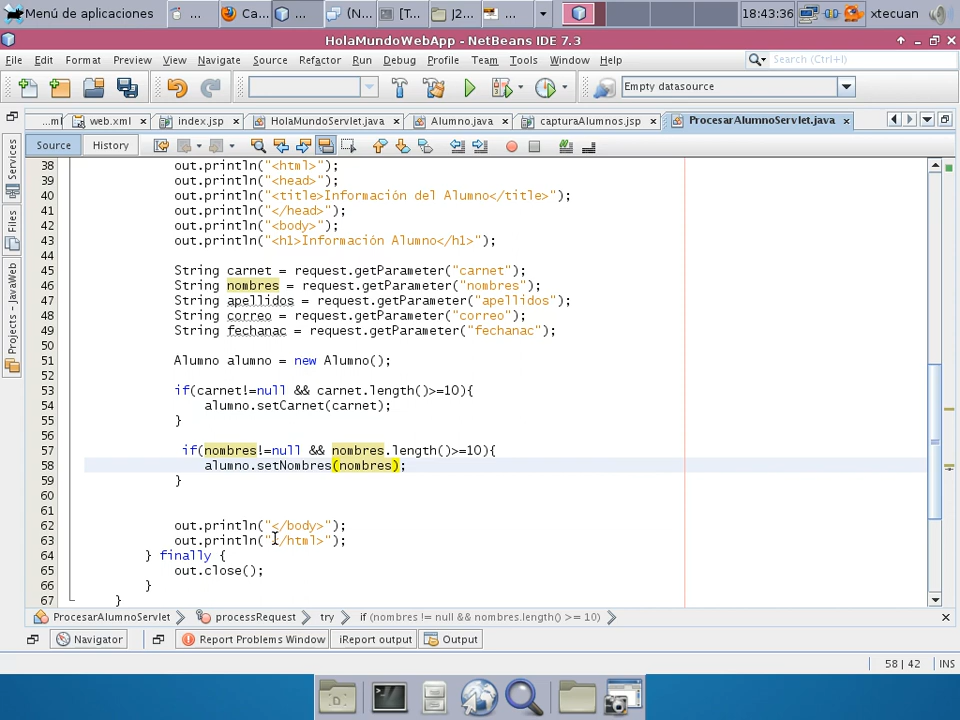 Menú de aplicaciones ... Ca... ... (N... [T... J2... ... 18:43:36 xtecuan
HolaMundoWebApp - NetBeans IDE 7.3
File Edit Format Preview View Navigate Source Refactor Run Debug Profile Team Tools Window Help Search (Ctrl+I)
Empty datasource
...ml web.xml index.jsp HolaMundoServlet.java Alumno.java capturaAlumnos.jsp ProcesarAlumnoServlet.java
Source History
Services
Files
Projects - JavaWeb
38 out.println("<html>");
39 out.println("<head>");
40 out.println("<title>Información del Alumno</title>");
41 out.println("</head>");
42 out.println("<body>");
43 out.println("<h1>Información Alumno</h1>");
44
45 String carnet = request.getParameter("carnet");
46 String nombres = request.getParameter("nombres");
47 String apellidos = request.getParameter("apellidos");
48 String correo = request.getParameter("correo");
49 String fechanac = request.getParameter("fechanac");
50
51 Alumno alumno = new Alumno();
52
53 if(carnet!=null && carnet.length()>=10){
54 alumno.setCarnet(carnet);
55 }
56
57 if(nombres!=null && nombres.length()>=10){
58 alumno.setNombres(nombres);
59 }
60
61
62 out.println("</body>");
63 out.println("</html>");
64 } finally {
65 out.close();
66 }
67 }
ProcesarAlumnoServlet processRequest try if (nombres != null && nombres.length() >= 10)
Navigator Report Problems Window iReport output Output
58 | 42 INS